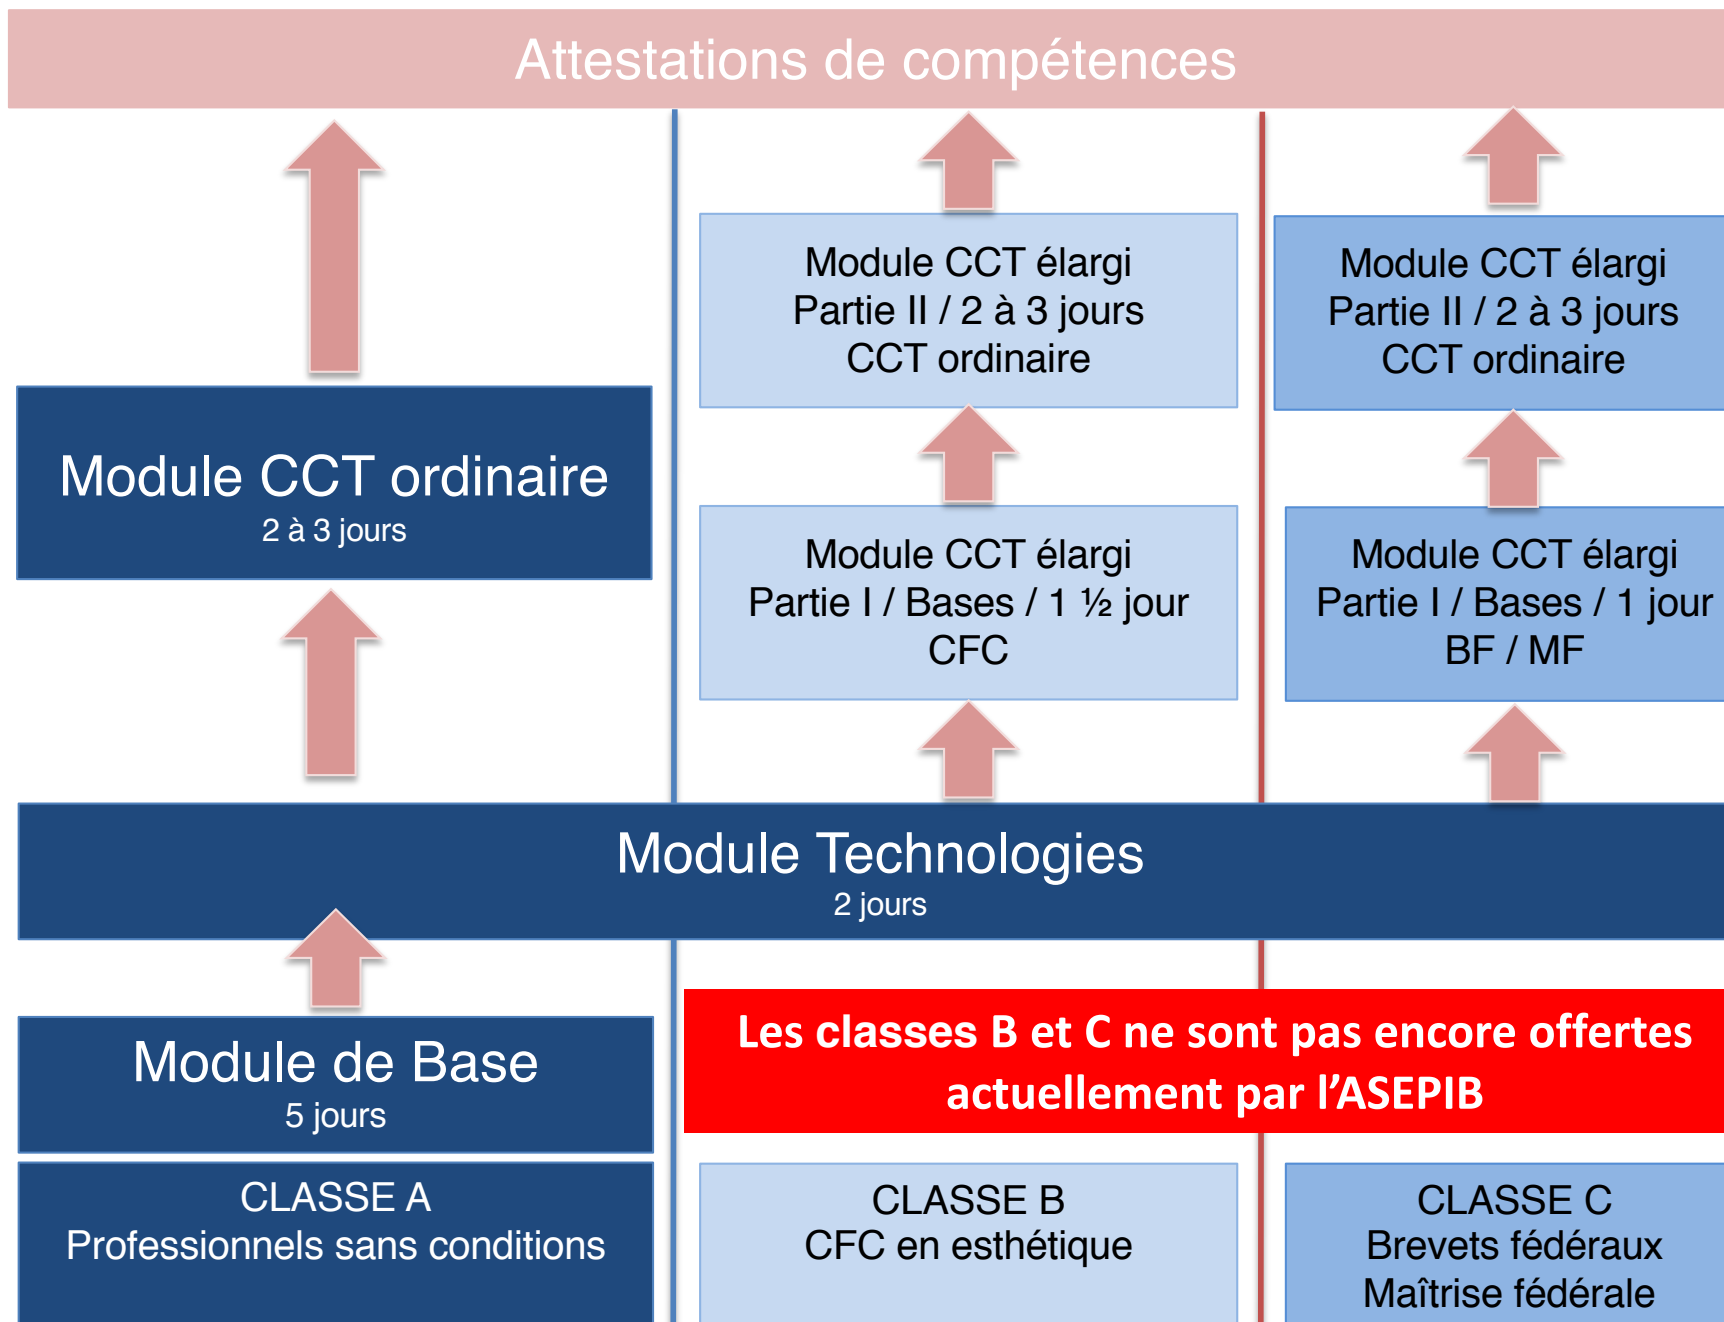 Attestations de compétences
Module CCT élargi
Partie II / 2 à 3 jours
CCT ordinaire
Module CCT élargi
Partie II / 2 à 3 jours
CCT ordinaire
Module CCT ordinaire
2 à 3 jours
Module CCT élargi
Partie I / Bases / 1 ½ jour
CFC
Module CCT élargi
Partie I / Bases / 1 jour
BF / MF
Module Technologies
2 jours
Module de Base
5 jours
Les classes B et C ne sont pas encore offertes
actuellement par l’ASEPIB
CLASSE A
Professionnels sans conditions
CLASSE B
CFC en esthétique
CLASSE C
Brevets fédéraux
Maîtrise fédérale